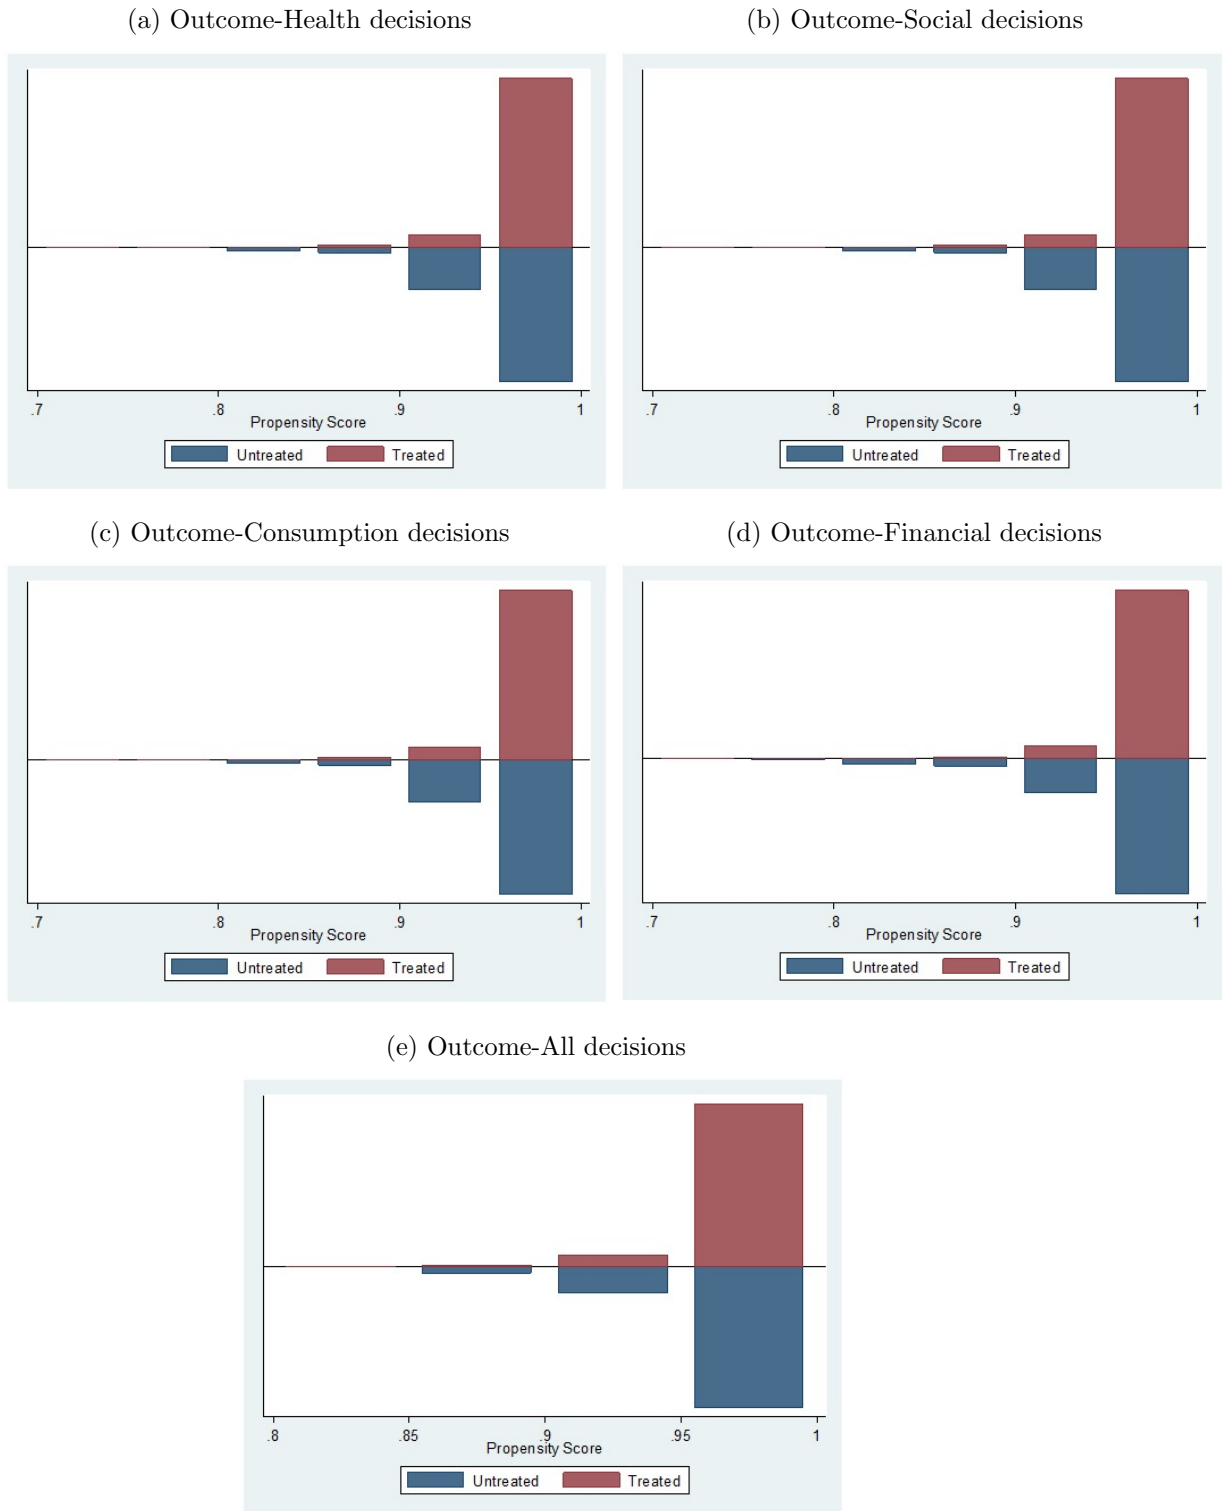 (a) Outcome-Health decisions
.7 .8 .9 1
Propensity Score
Untreated Treated
(b) Outcome-Social decisions
.7 .8 .9 1
Propensity Score
Untreated Treated
(c) Outcome-Consumption decisions
.7 .8 .9 1
Propensity Score
Untreated Treated
(d) Outcome-Financial decisions
.7 .8 .9 1
Propensity Score
Untreated Treated
(e) Outcome-All decisions
.8 .85 .9 .95 1
Propensity Score
Untreated Treated